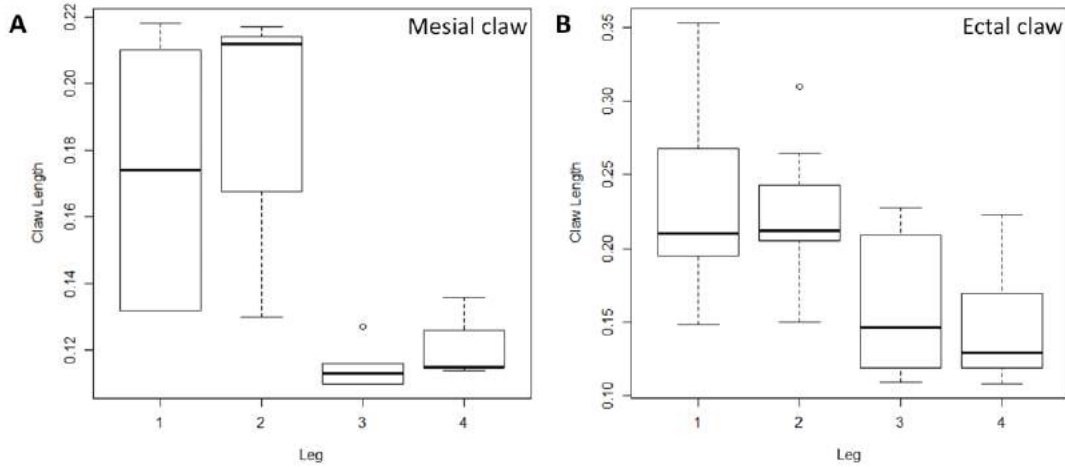 A
Mesial claw
Claw Length
0.22
0.20
0.18
0.16
0.14
0.12
1 2 3 4
Leg
B
Ectal claw
Claw Length
0.35
0.30
0.25
0.20
0.15
0.10
1 2 3 4
Leg